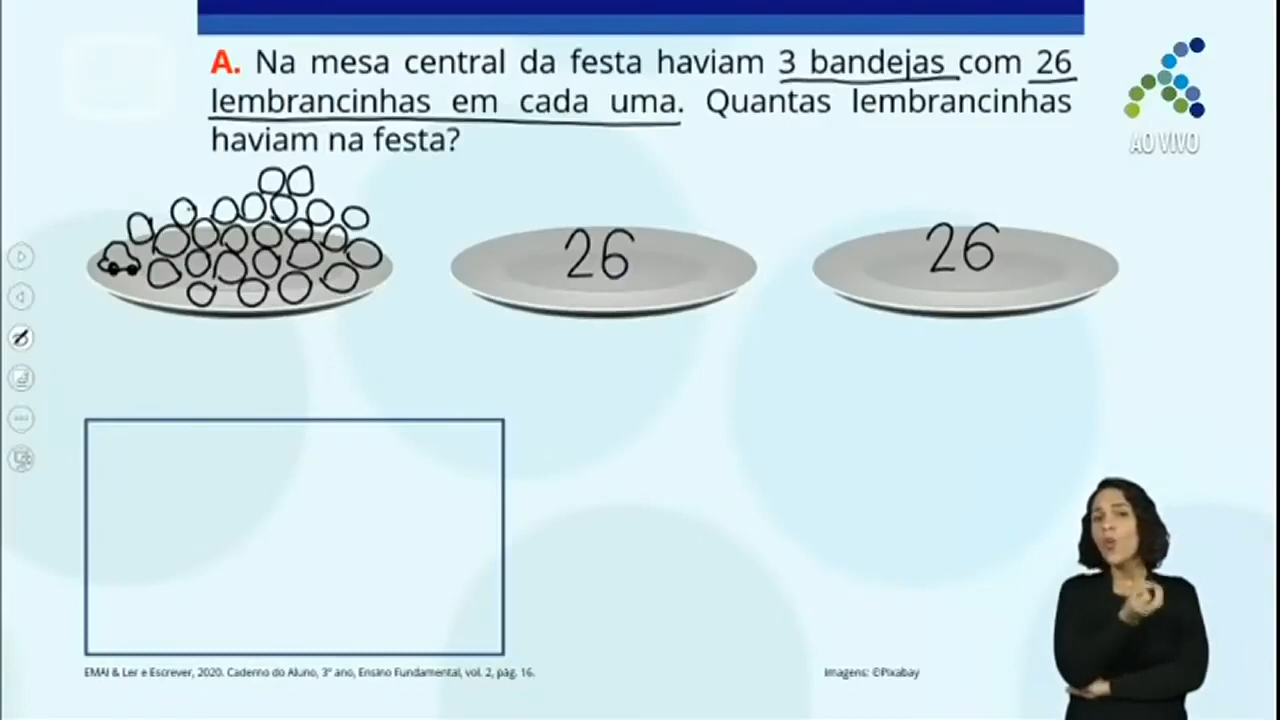 A. Na mesa central da festa haviam 3 bandejas com 26
lembrancinhas em cada uma. Quantas lembrancinhas
haviam na festa?
AO VIVO
26
26
EMAI & Ler e Escrever, 2020. Caderno do Aluno, 3º ano, Ensino Fundamental, vol. 2, pág. 16.
Imagens: ©Pixabay